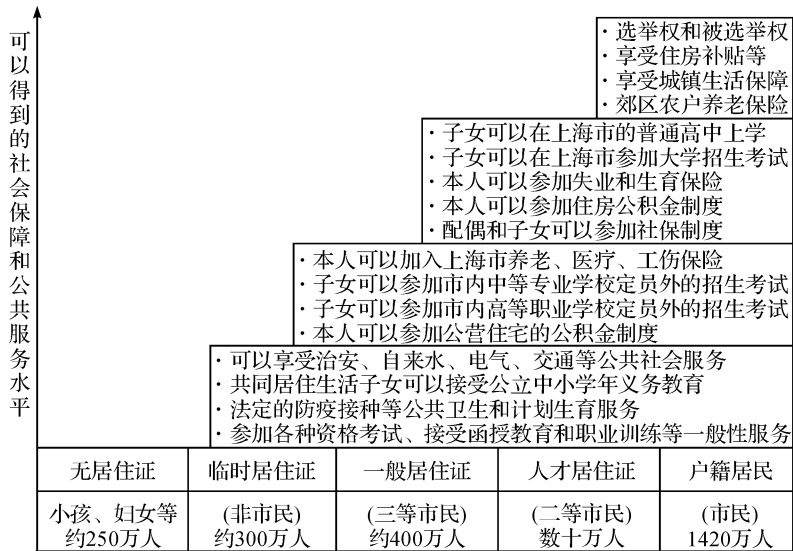 可以得到的社会保障和公共服务水平
·选举权和被选举权
·享受住房补贴等
·享受城镇生活保障
·郊区农户养老保险
·子女可以在上海市的普通高中上学
·子女可以在上海市参加大学招生考试
·本人可以参加失业和生育保险
·本人可以参加住房公积金制度
·配偶和子女可以参加社保制度
·本人可以加入上海市养老、医疗、工伤保险
·子女可以参加市内中等专业学校定员外的招生考试
·子女可以参加市内高等职业学校定员外的招生考试
·本人可以参加公营住宅的公积金制度
·可以享受治安、自来水、电气、交通等公共社会服务
·共同居住生活子女可以接受公立中小学年义务教育
·法定的防疫接种等公共卫生和计划生育服务
·参加各种资格考试、接受函授教育和职业训练等一般性服务
无居住证 临时居住证 一般居住证 人才居住证 户籍居民
小孩、妇女等 (非市民) (三等市民) (二等市民) (市民)
约250万人 约300万人 约400万人 数十万人 1420万人